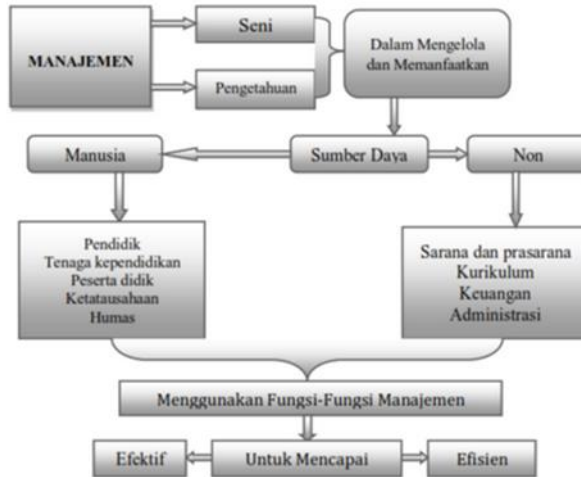 MANAJEMEN
Seni
Pengetahuan
Dalam Mengelola
dan Memanfaatkan
Manusia
Sumber Daya
Non
Pendidik
Tenaga kependidikan
Peserta didik
Ketatausahaan
Humas
Sarana dan prasarana
Kurikulum
Keuangan
Administrasi
Menggunakan Fungsi-Fungsi Manajemen
Efektif
Untuk Mencapai
Efisien